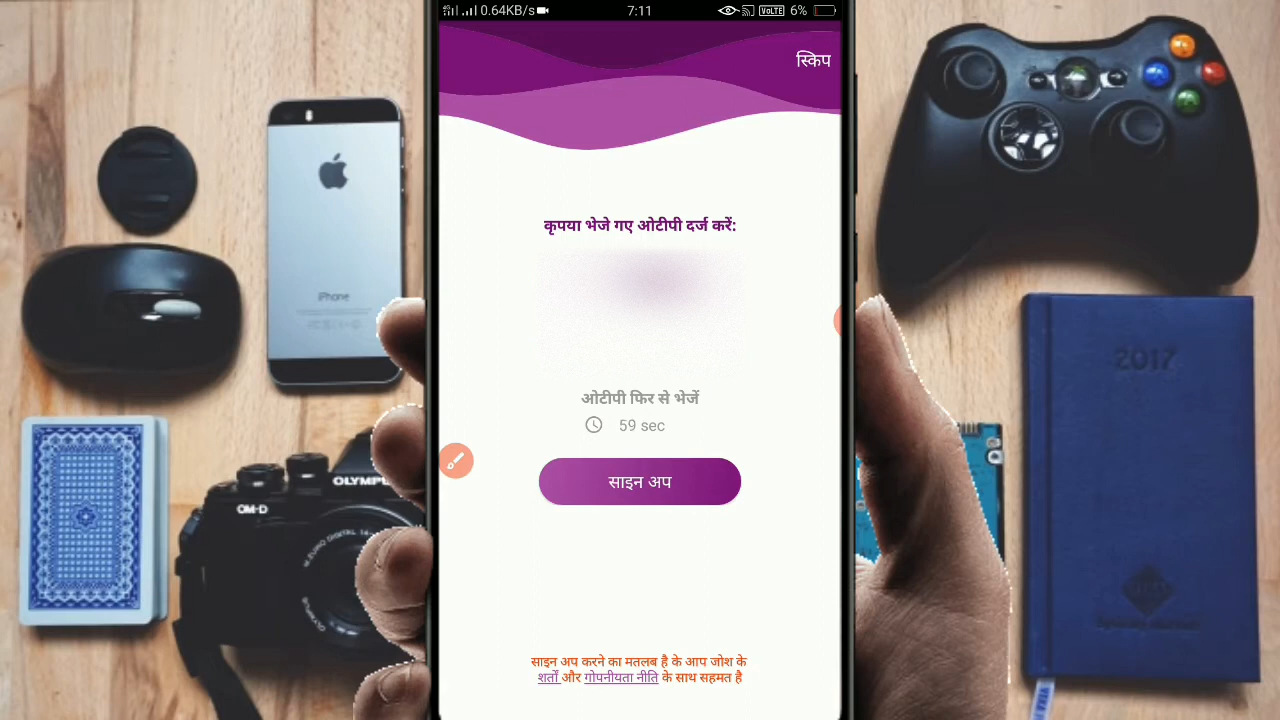 0.64KB/s
7:11
VoLTE 6%
स्किप
कृपया भेजे गए ओटीपी दर्ज करें:
ओटीपी फिर से भेजें
59 sec
साइन अप
साइन अप करने का मतलब है के आप जोश के
शर्तों और गोपनीयता नीति के साथ सहमत है
iPhone
OLYMPU
OM-D
2017